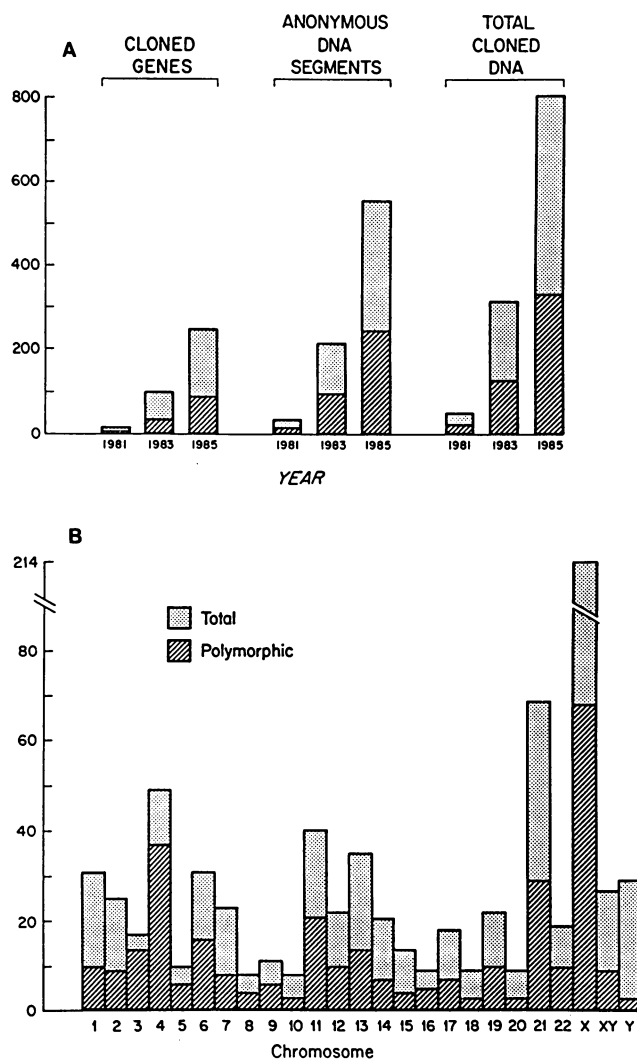 A
CLONED
GENES
ANONYMOUS
DNA
SEGMENTS
TOTAL
CLONED
DNA
800
600
400
200
0
1981 1983 1985 1981 1983 1985 1981 1983 1985
YEAR
B
214
80
60
40
20
0
Total
Polymorphic
1 2 3 4 5 6 7 8 9 10 11 12 13 14 15 16 17 18 19 20 21 22 X XY Y
Chromosome